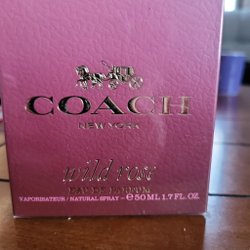 COACH
NEW YORK
wild rose
EAU DE PARFUM
VAPORISATEUR / NATURAL SPRAY - e 50 ML 1.7 FL. OZ.